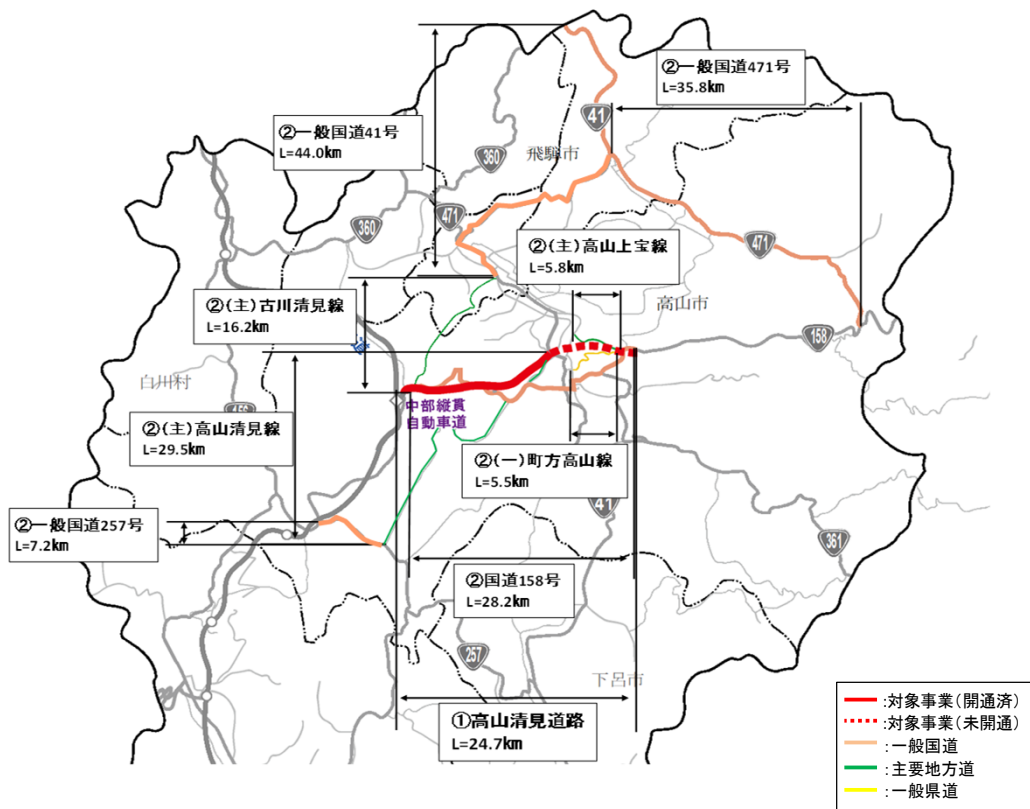 ②一般国道471号
L=35.8km
41
②一般国道41号
L=44.0km
飛騨市
360
471
360
471
②(主)高山上宝線
L=5.8km
②(主)古川清見線
L=16.2km
高山市
158
白川村
中部縦貫
自動車道
②(主)高山清見線
L=29.5km
②(一)町方高山線
L=5.5km
41
②一般国道257号
L=7.2km
361
②国道158号
L=28.2km
257
下呂市
①高山清見道路
L=24.7km
:対象事業(開通済)
:対象事業(未開通)
:一般国道
:主要地方道
:一般県道